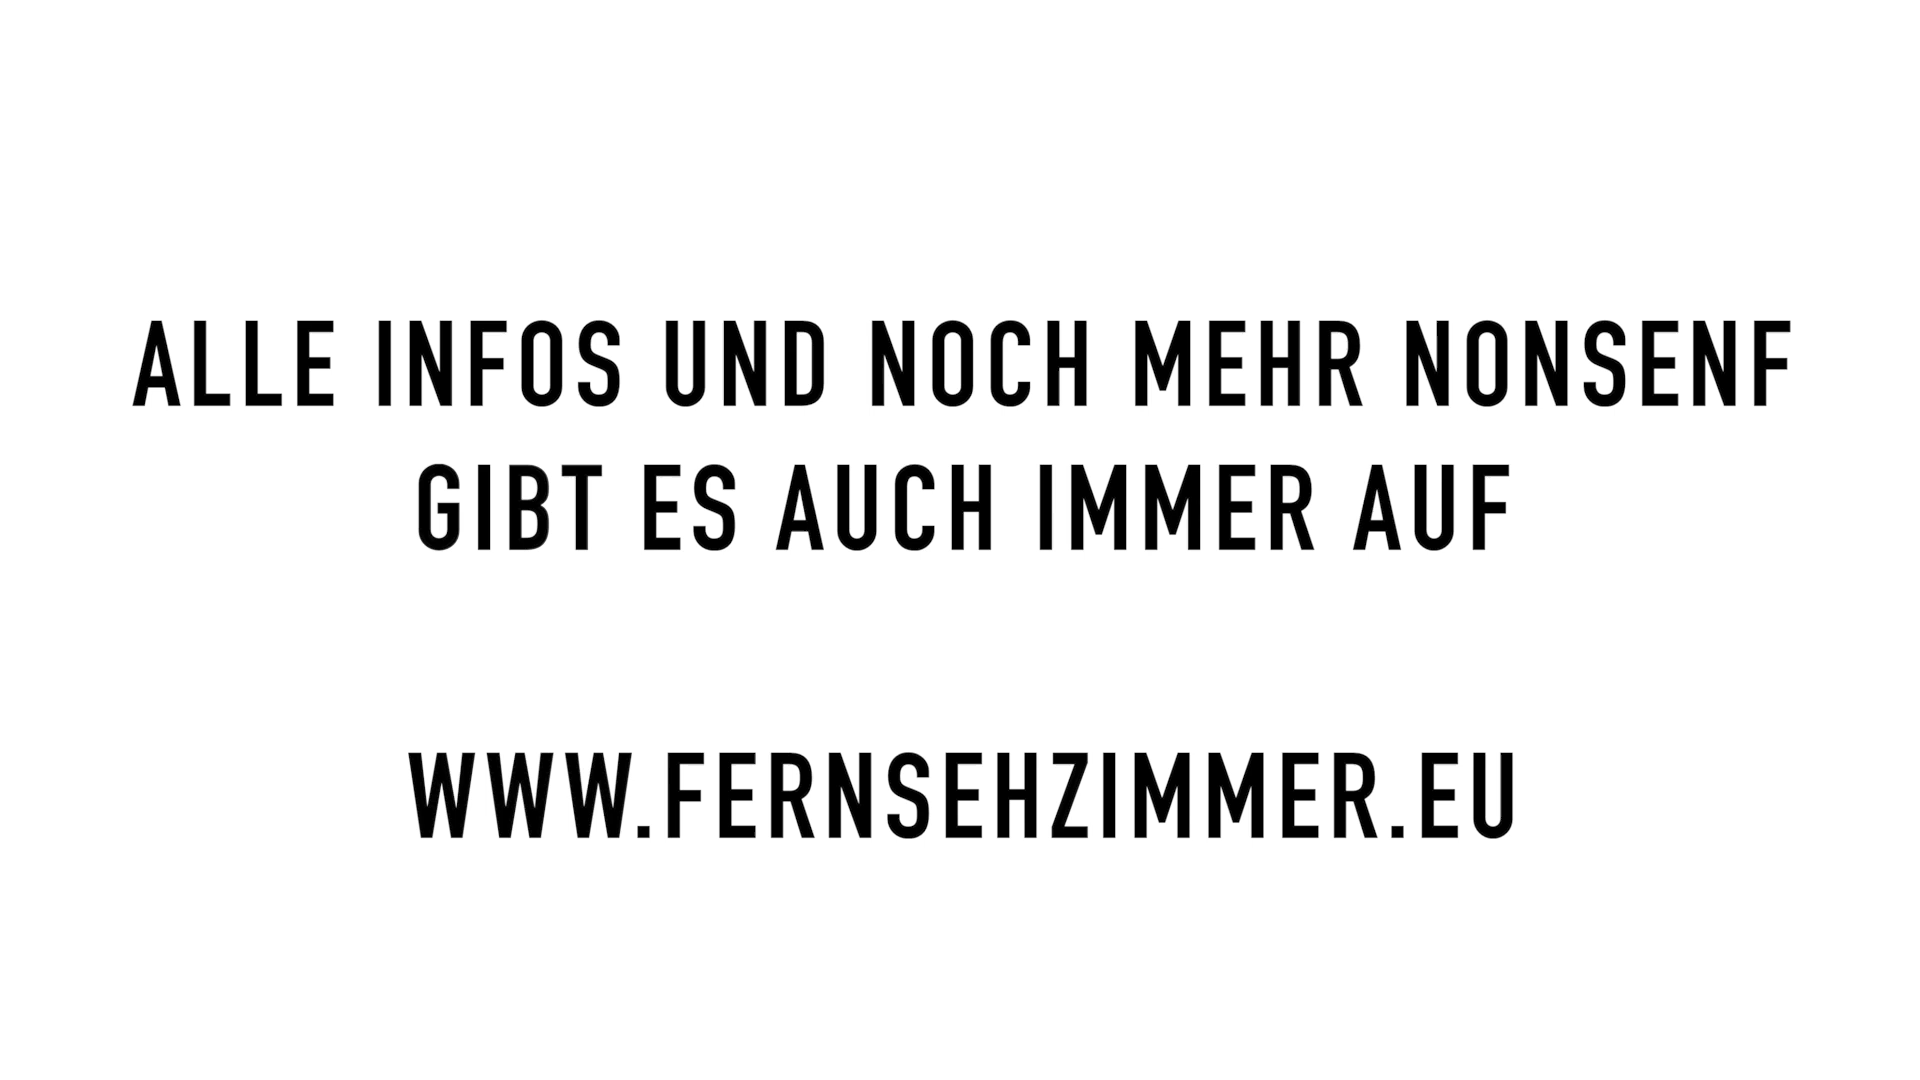 ALLE INFOS UND NOCH MEHR NONSENF
GIBT ES AUCH IMMER AUF
WWW.FERNSEHZIMMER.EU